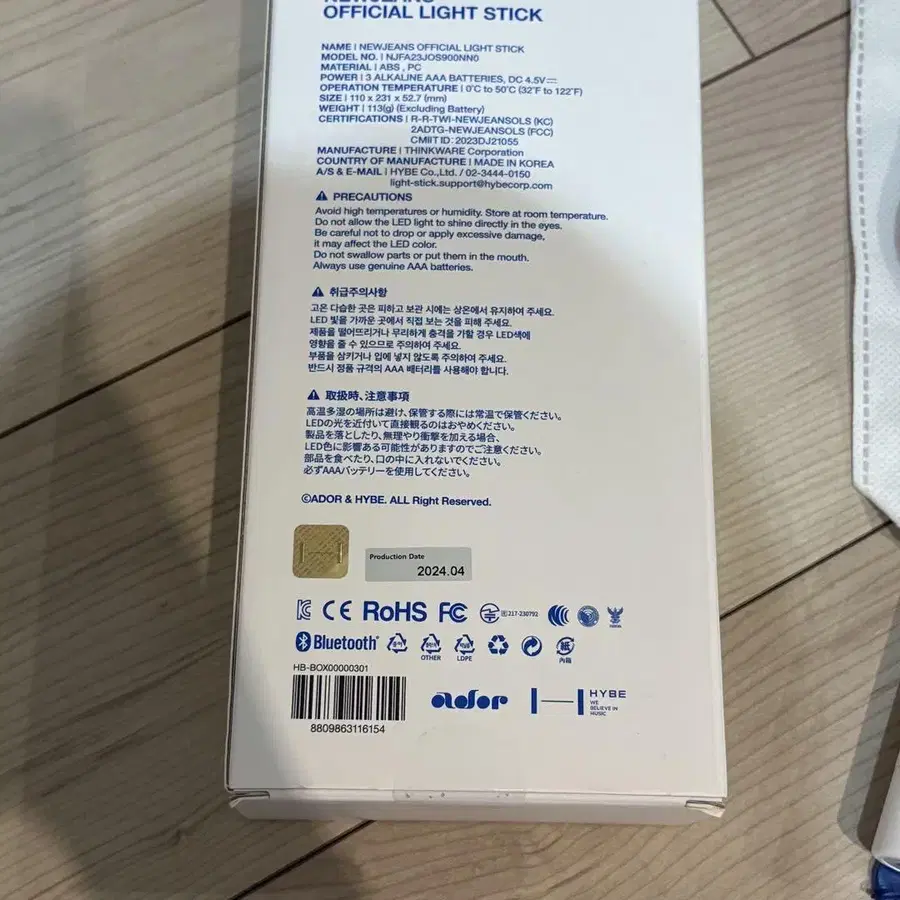 NEWJEANS
OFFICIAL LIGHT STICK
NAME | NEWJEANS OFFICIAL LIGHT STICK
MODEL NO. | NJFA23JOS900NN0
MATERIAL | ABS , PC
POWER | 3 ALKALINE AAA BATTERIES, DC 4.5V⎓
OPERATION TEMPERATURE | 0℃ to 50℃ (32℉ to 122℉)
SIZE | 110 x 231 x 52.7 (mm)
WEIGHT | 113(g) (Excluding Battery)
CERTIFICATIONS | R-R-TWI-NEWJEANSOLS (KC)
2ADTG-NEWJEANSOLS (FCC)
CMIIT ID: 2023DJ21055
MANUFACTURE | THINKWARE Corporation
COUNTRY OF MANUFACTURE | MADE IN KOREA
A/S & E-MAIL | HYBE Co.,Ltd. / 02-3444-0150
light-stick.support@hybecorp.com
⚠ PRECAUTIONS
Avoid high temperatures or humidity. Store at room temperature.
Do not allow the LED light to shine directly in the eyes.
Be careful not to drop or apply excessive damage,
it may affect the LED color.
Do not swallow parts or put them in the mouth.
Always use genuine AAA batteries.
⚠ 취급주의사항
고온 다습한 곳은 피하고 보관 시에는 상온에서 유지하여 주세요.
LED 빛을 가까운 곳에서 직접 보는 것을 피해 주세요.
제품을 떨어뜨리거나 무리하게 충격을 가할 경우 LED색에
영향을 줄 수 있으므로 주의하여 주세요.
부품을 삼키거나 입에 넣지 않도록 주의하여 주세요.
반드시 정품 규격의 AAA 배터리를 사용해야 합니다.
⚠ 取扱時、注意事項
高温多湿の場所は避け、保管する際には常温で保管ください。
LEDの光を近付いて直接観るのはおやめください。
製品を落としたり、無理やり衝撃を加える場合、
LED色に影響ある可能性がありますのでご注意ください。
部品を食べたり、口の中に入れないでください。
必ずAAAバッテリーを使用してください。
©ADOR & HYBE. ALL Right Reserved.
Production Date
2024.04
CE RoHS FC R 217-230792
Bluetooth
OTHER LDPE 紙
內箱
HB-BOX00000301
8809863116154
ador HYBE
WE
BELIEVE IN
MUSIC